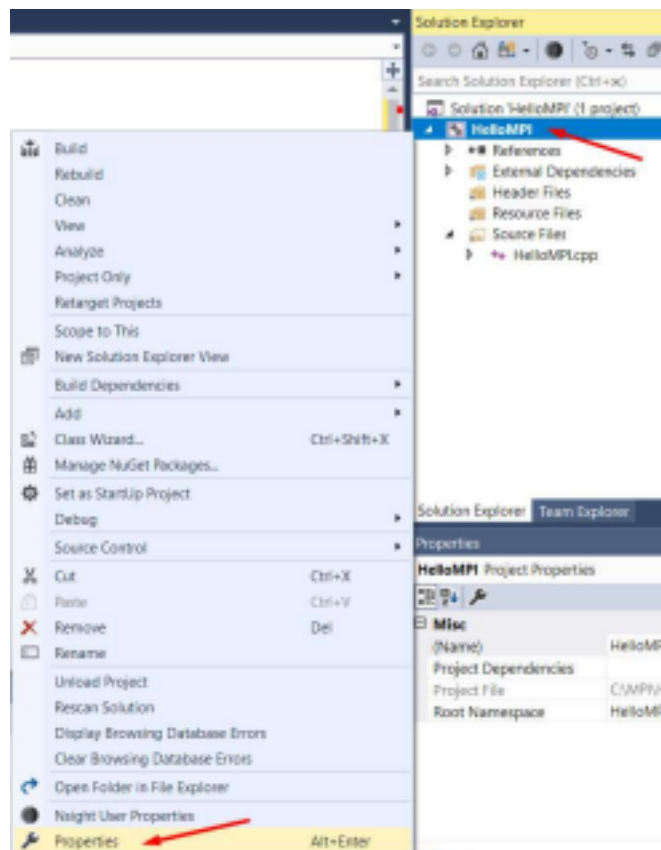 Solution Explorer
Search Solution Explorer (Ctrl+ж)
Solution 'HelloMPI' (1 project)
HelloMPI
References
External Dependencies
Header Files
Resource Files
Source Files
HelloMPI.cpp
Build
Rebuild
Clean
View
Analyze
Project Only
Retarget Projects
Scope to This
New Solution Explorer View
Build Dependencies
Add
Class Wizard... Ctrl+Shift+X
Manage NuGet Packages...
Set as StartUp Project
Debug
Source Control
Cut Ctrl+X
Paste Ctrl+V
Remove Del
Rename
Unload Project
Rescan Solution
Display Browsing Database Errors
Clear Browsing Database Errors
Open Folder in File Explorer
Nsight User Properties
Properties Alt+Enter
Solution Explorer Team Explorer
Properties
HelloMPI Project Properties
Misc
(Name) HelloMP
Project Dependencies
Project File C:\MPI\
Root Namespace HelloMP